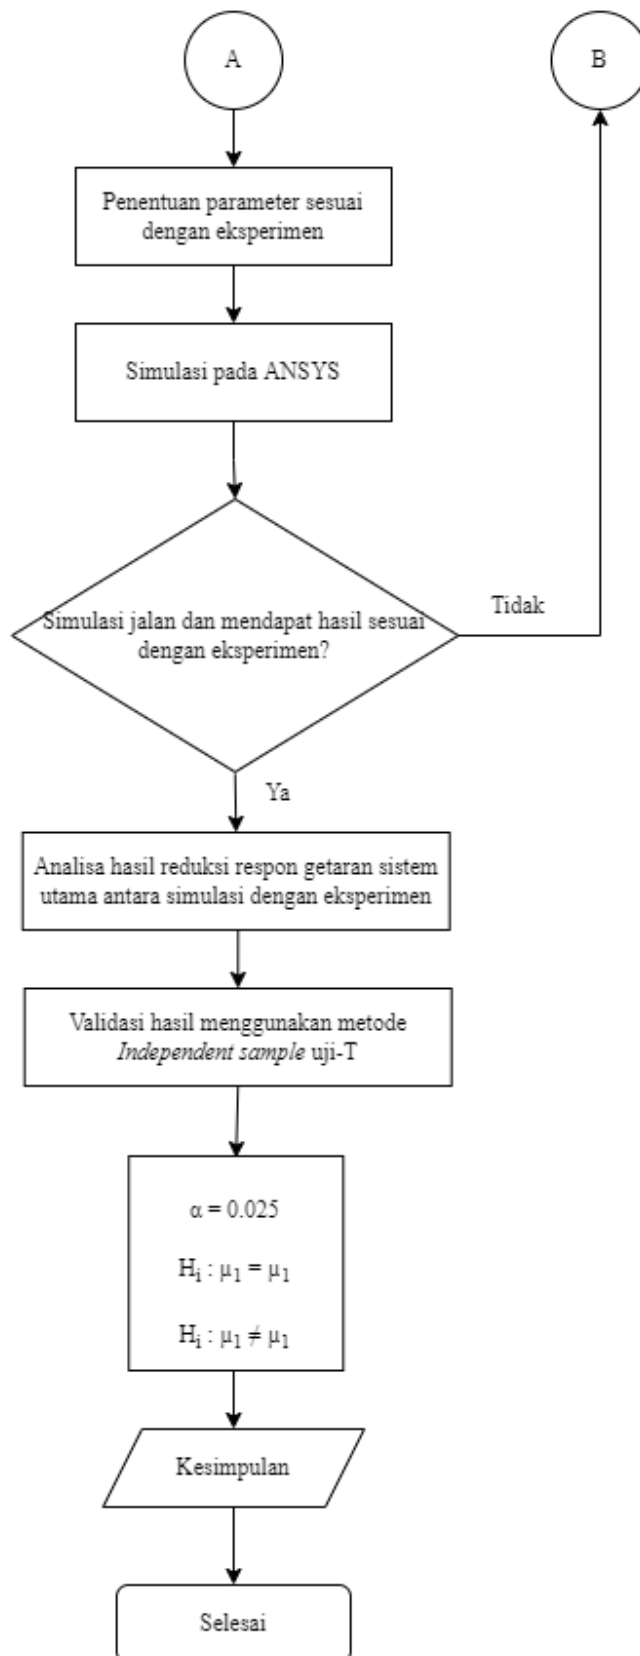 A
B
Penentuan parameter sesuai
dengan eksperimen
Simulasi pada ANSYS
Simulasi jalan dan mendapat hasil sesuai
dengan eksperimen?
Tidak
Ya
Analisa hasil reduksi respon getaran sistem
utama antara simulasi dengan eksperimen
Validasi hasil menggunakan metode
Independent sample uji-T
α = 0.025
Hᵢ : µ₁ = µ₁
Hᵢ : µ₁ ≠ µ₁
Kesimpulan
Selesai